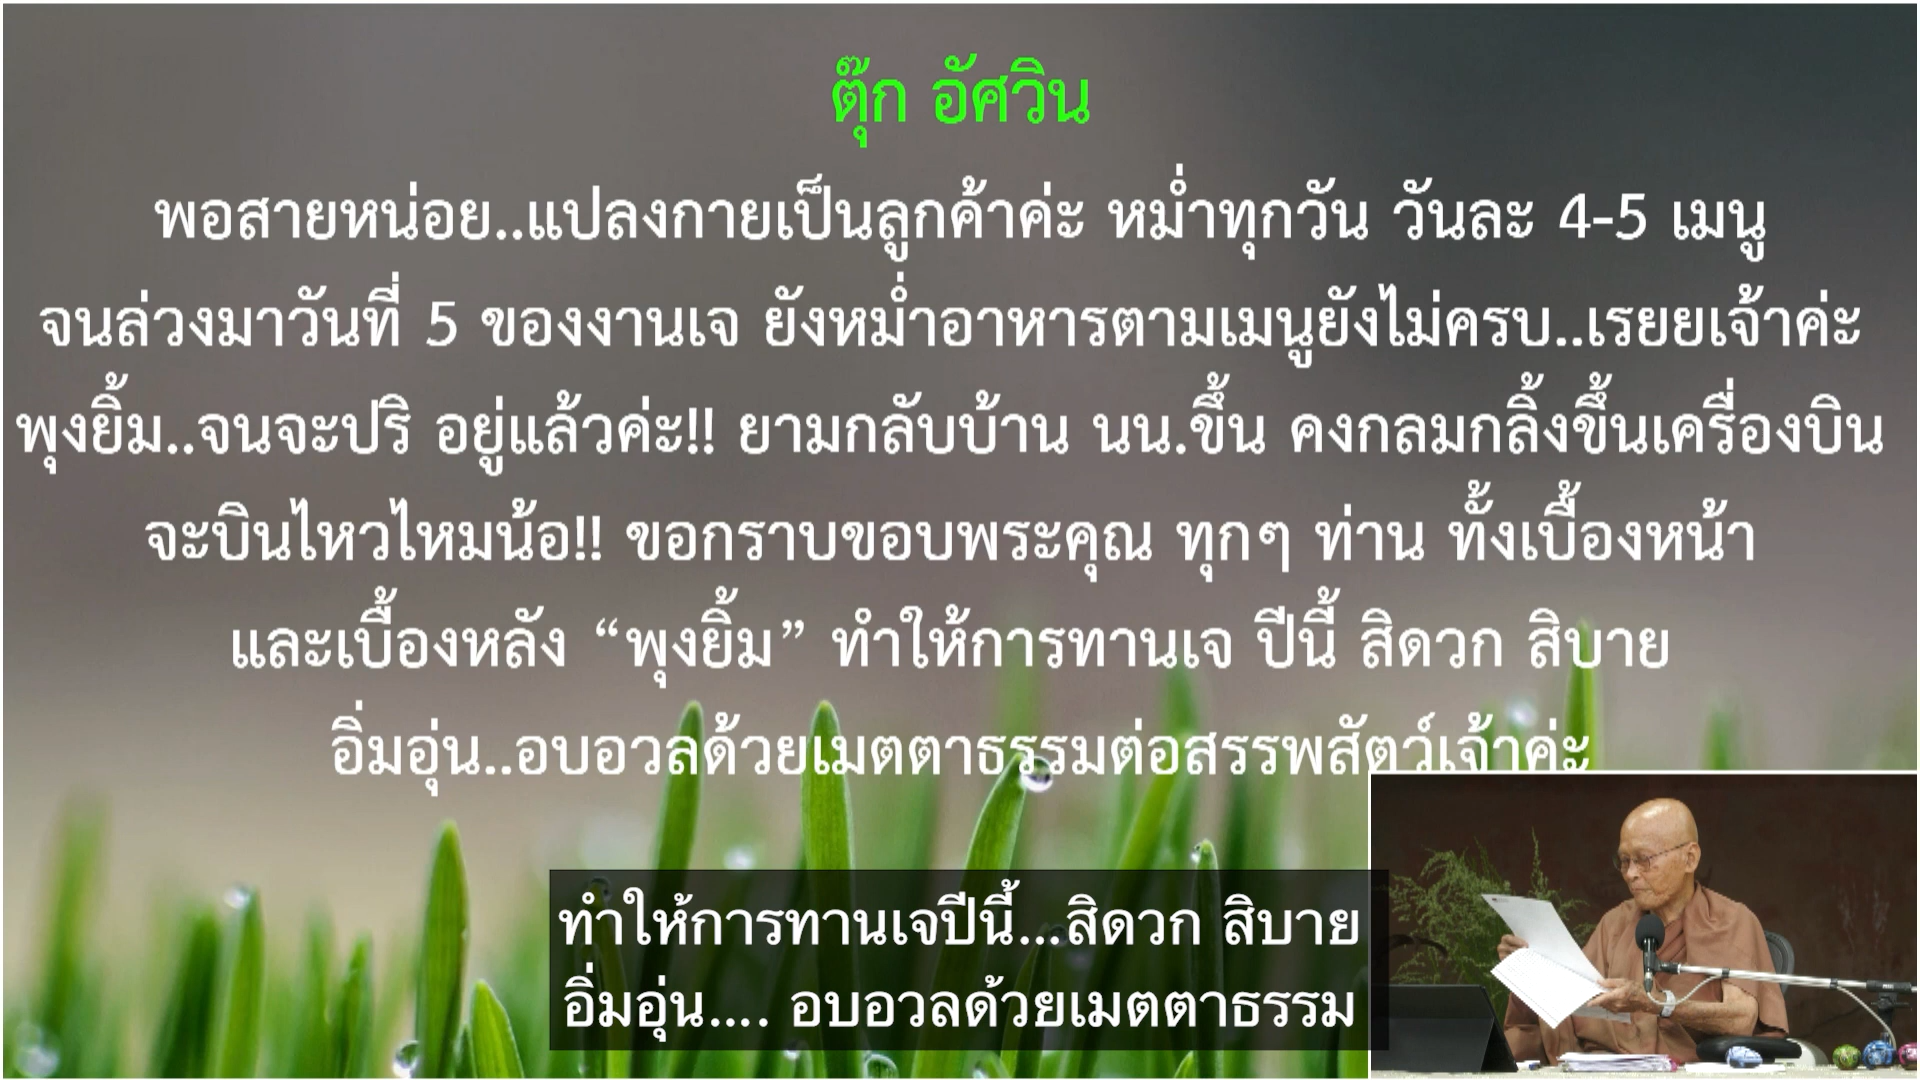 ตุ๊ก อัศวิน
พอสายหน่อย..แปลงกายเป็นลูกค้าค่ะ หม่ำทุกวัน วันละ 4-5 เมนู
จนล่วงมาวันที่ 5 ของงานเจ ยังหม่ำอาหารตามเมนูยังไม่ครบ..เรยยเจ้าค่ะ
พุงยิ้ม..จนจะปริ อยู่แล้วค่ะ!! ยามกลับบ้าน นน.ขึ้น คงกลมกลิ้งขึ้นเครื่องบิน
จะบินไหวไหมน้อ!! ขอกราบขอบพระคุณ ทุกๆ ท่าน ทั้งเบื้องหน้า
และเบื้องหลัง “พุงยิ้ม” ทำให้การทานเจ ปีนี้ สิดวก สิบาย
อิ่มอุ่น..อบอวลด้วยเมตตาธรรมต่อสรรพสัตว์เจ้าค่ะ
ทำให้การทานเจปีนี้...สิดวก สิบาย
อิ่มอุ่น.... อบอวลด้วยเมตตาธรรม